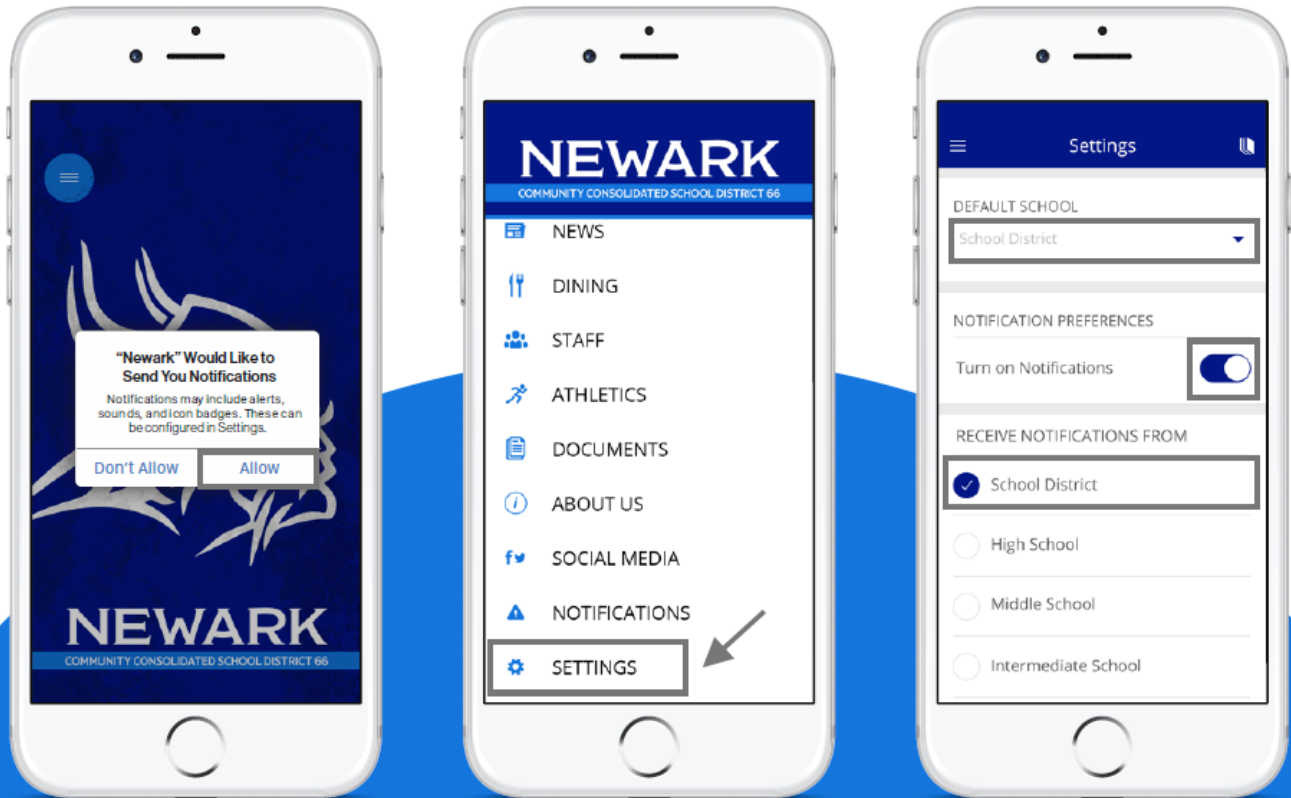 "Newark" Would Like to
Send You Notifications
Notifications may include alerts,
sounds, and icon badges. These can
be configured in Settings.
Don't Allow
Allow
NEWARK
COMMUNITY CONSOLIDATED SCHOOL DISTRICT 66
NEWARK
COMMUNITY CONSOLIDATED SCHOOL DISTRICT 66
NEWS
DINING
STAFF
ATHLETICS
DOCUMENTS
ABOUT US
SOCIAL MEDIA
NOTIFICATIONS
SETTINGS
Settings
DEFAULT SCHOOL
School District
NOTIFICATION PREFERENCES
Turn on Notifications
RECEIVE NOTIFICATIONS FROM
School District
High School
Middle School
Intermediate School